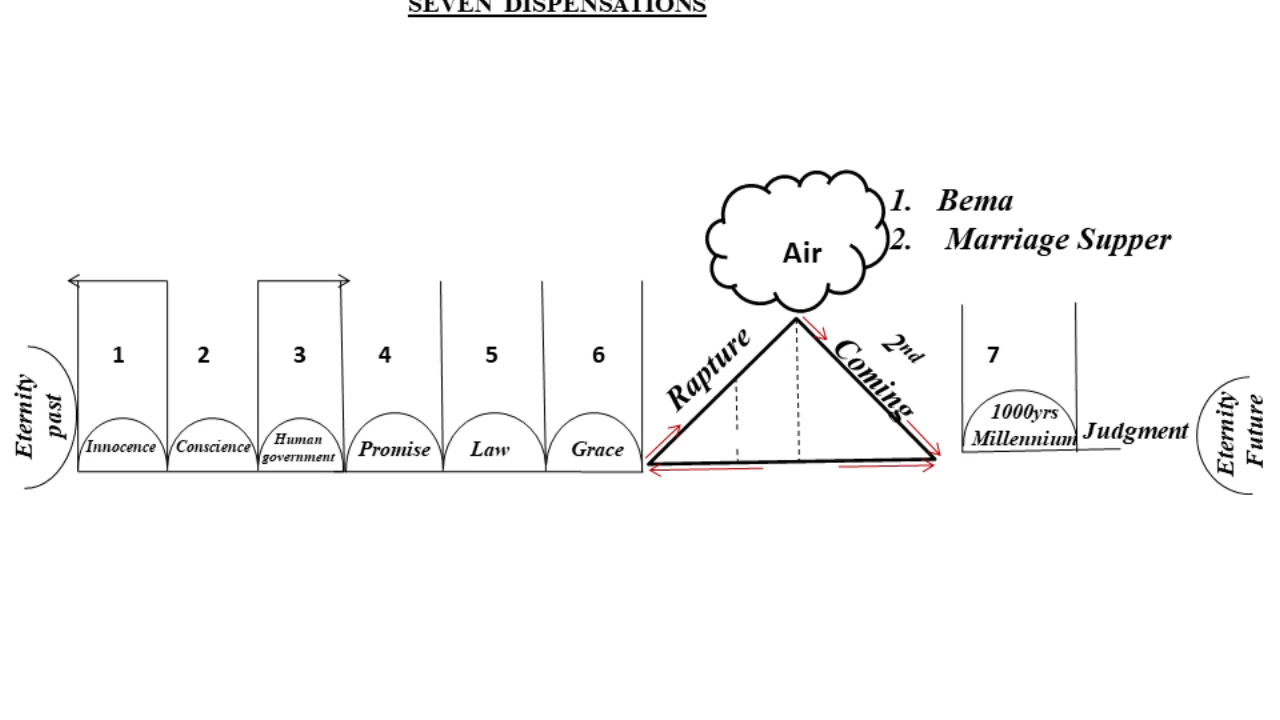 SEVEN DISPENSATIONS
1. Bema
2. Marriage Supper
Air
1 2 3 4 5 6
Rapture
2nd
Coming
7
Eternity
past
Innocence
Conscience
Human
government
Promise
Law
Grace
1000yrs
Millennium
Judgment
Eternity
Future